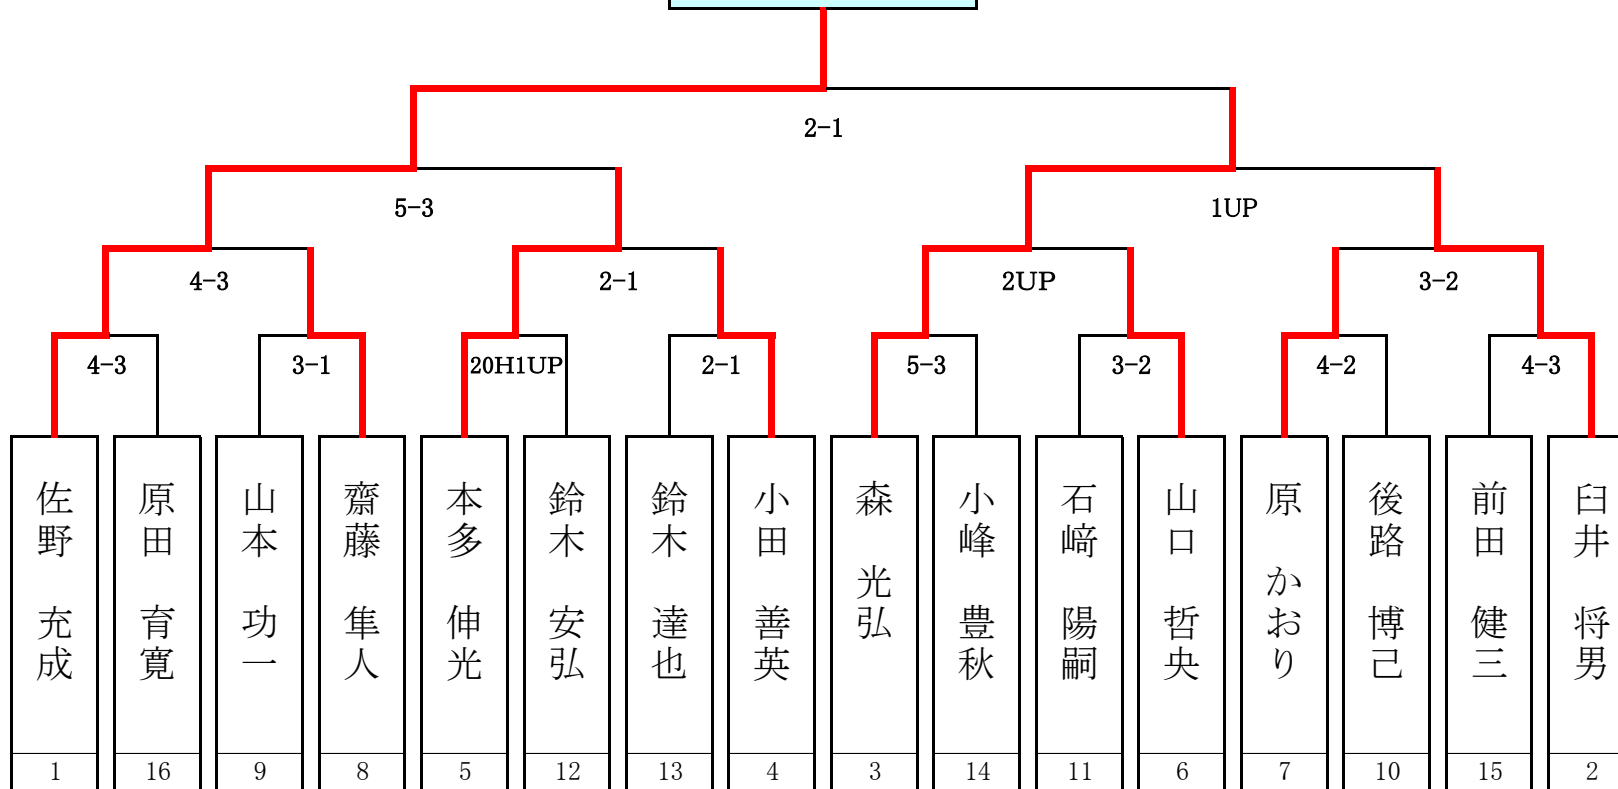 2-1
5-3
1UP
4-3
2-1
2UP
3-2
4-3
3-1
20H1UP
2-1
5-3
3-2
4-2
4-3
佐野 充成
原田 育寛
山本 功一
齋藤 隼人
本多 伸光
鈴木 安弘
鈴木 達也
小田 善英
森 光弘
小峰 豊秋
石﨑 陽嗣
山口 哲央
原 かおり
後路 博己
前田 健三
臼井 将男
1
16
9
8
5
12
13
4
3
14
11
6
7
10
15
2